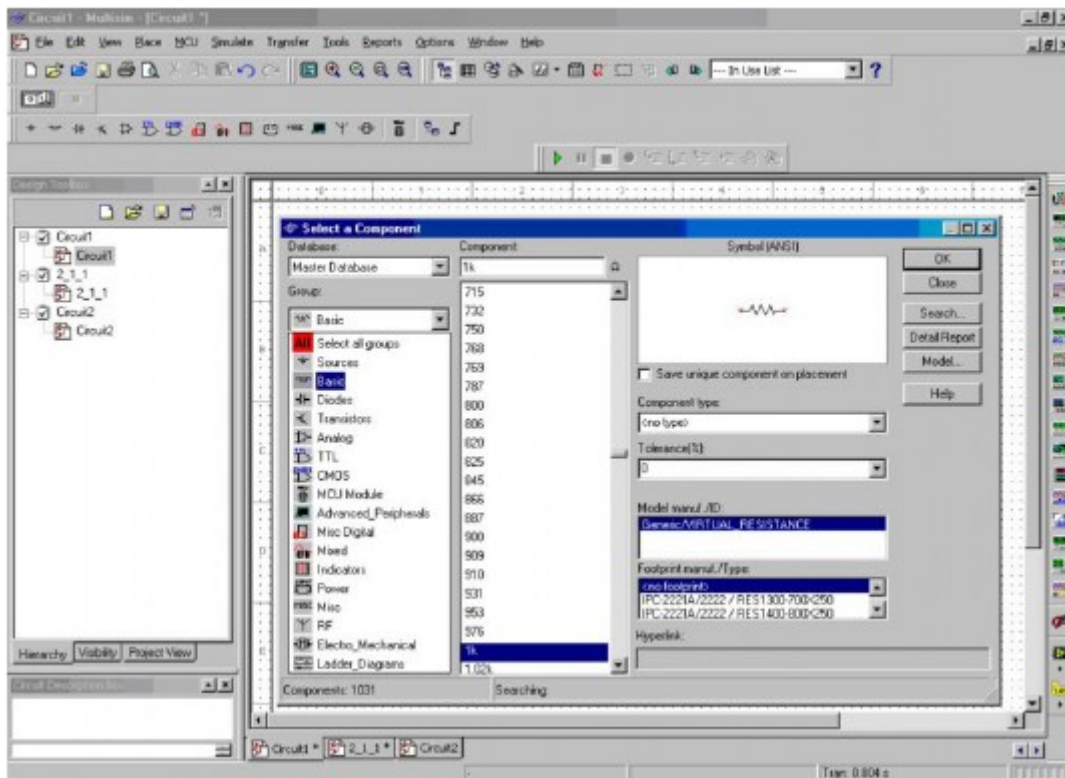 Circuit1 - Multisim - [Circuit1 *]
File Edit View Place MCU Simulate Transfer Tools Reports Options Window Help
--- In Use List ---
Design Toolbox
Circuit1
Circuit1
2_1_1
2_1_1
Circuit2
Circuit2
Hierarchy Visibility Project View
Select a Component
Database:
Master Database
Group:
Basic
Select all groups
Sources
Basic
Diodes
Transistors
Analog
TTL
CMOS
MCU Module
Advanced_Peripherals
Misc Digital
Mixed
Indicators
Power
Misc
RF
Electro_Mechanical
Ladder_Diagrams
Component:
1k Ω
715
732
750
768
769
787
800
806
820
825
845
866
887
900
909
910
931
953
976
1k
1.02k
Symbol (ANSI)
Save unique component on placement
Component type:
<no type>
Tolerance(%):
0
Model manuf./ID:
Generic/VIRTUAL_RESISTANCE
Footprint manuf./Type:
<no footprint>
IPC-2221A/2222 / RES1300-700X250
IPC-2221A/2222 / RES1400-800X250
Hyperlink:
OK
Close
Search...
Detail Report
Model...
Help
Components: 1031 Searching:
Circuit1 * 2_1_1 * Circuit2
Tran: 0.804 s